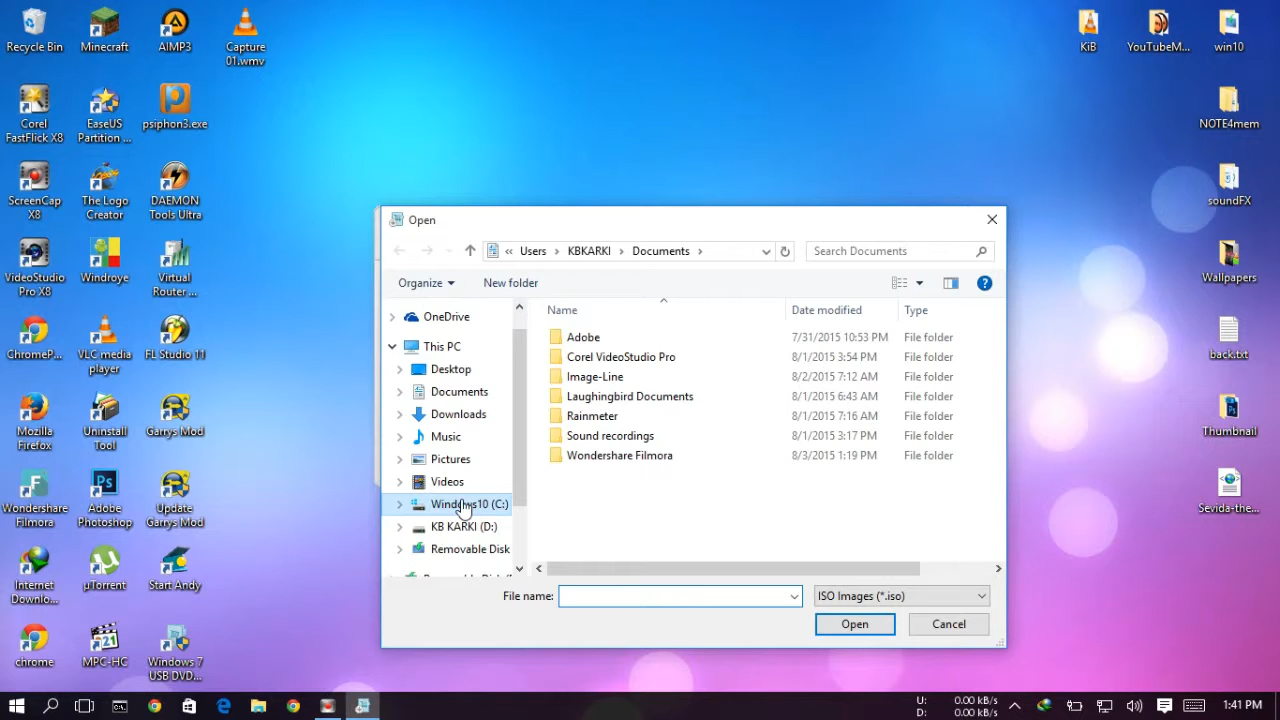 Recycle Bin
Minecraft
AIMP3
Capture
01.wmv
KiB
YouTubeM...
win10
Corel
FastFlick X8
EaseUS
Partition ...
psiphon3.exe
NOTE4mem
ScreenCap
X8
The Logo
Creator
DAEMON
Tools Ultra
soundFX
VideoStudio
Pro X8
Windroye
Virtual
Router ...
Wallpapers
ChromeP...
VLC media
player
FL Studio 11
back.txt
Mozilla
Firefox
Uninstall
Tool
Garrys Mod
Thumbnail
Wondershare
Filmora
Adobe
Photoshop
Update
Garrys Mod
Sevida-the...
Internet
Downlo...
µTorrent
Start Andy
chrome
MPC-HC
Windows 7
USB DVD...
Open
« Users › KBKARKI › Documents ›
Search Documents
Organize
New folder
OneDrive
This PC
Desktop
Documents
Downloads
Music
Pictures
Videos
Windows10 (C:)
KB KARKI (D:)
Removable Disk
Name
Date modified
Type
Adobe 7/31/2015 10:53 PM File folder
Corel VideoStudio Pro 8/1/2015 3:54 PM File folder
Image-Line 8/2/2015 7:12 AM File folder
Laughingbird Documents 8/1/2015 6:43 AM File folder
Rainmeter 8/1/2015 7:16 AM File folder
Sound recordings 8/1/2015 3:17 PM File folder
Wondershare Filmora 8/3/2015 1:19 PM File folder
File name:
ISO Images (*.iso)
Open
Cancel
U: 0.00 kB/s
D: 0.00 kB/s
1:41 PM